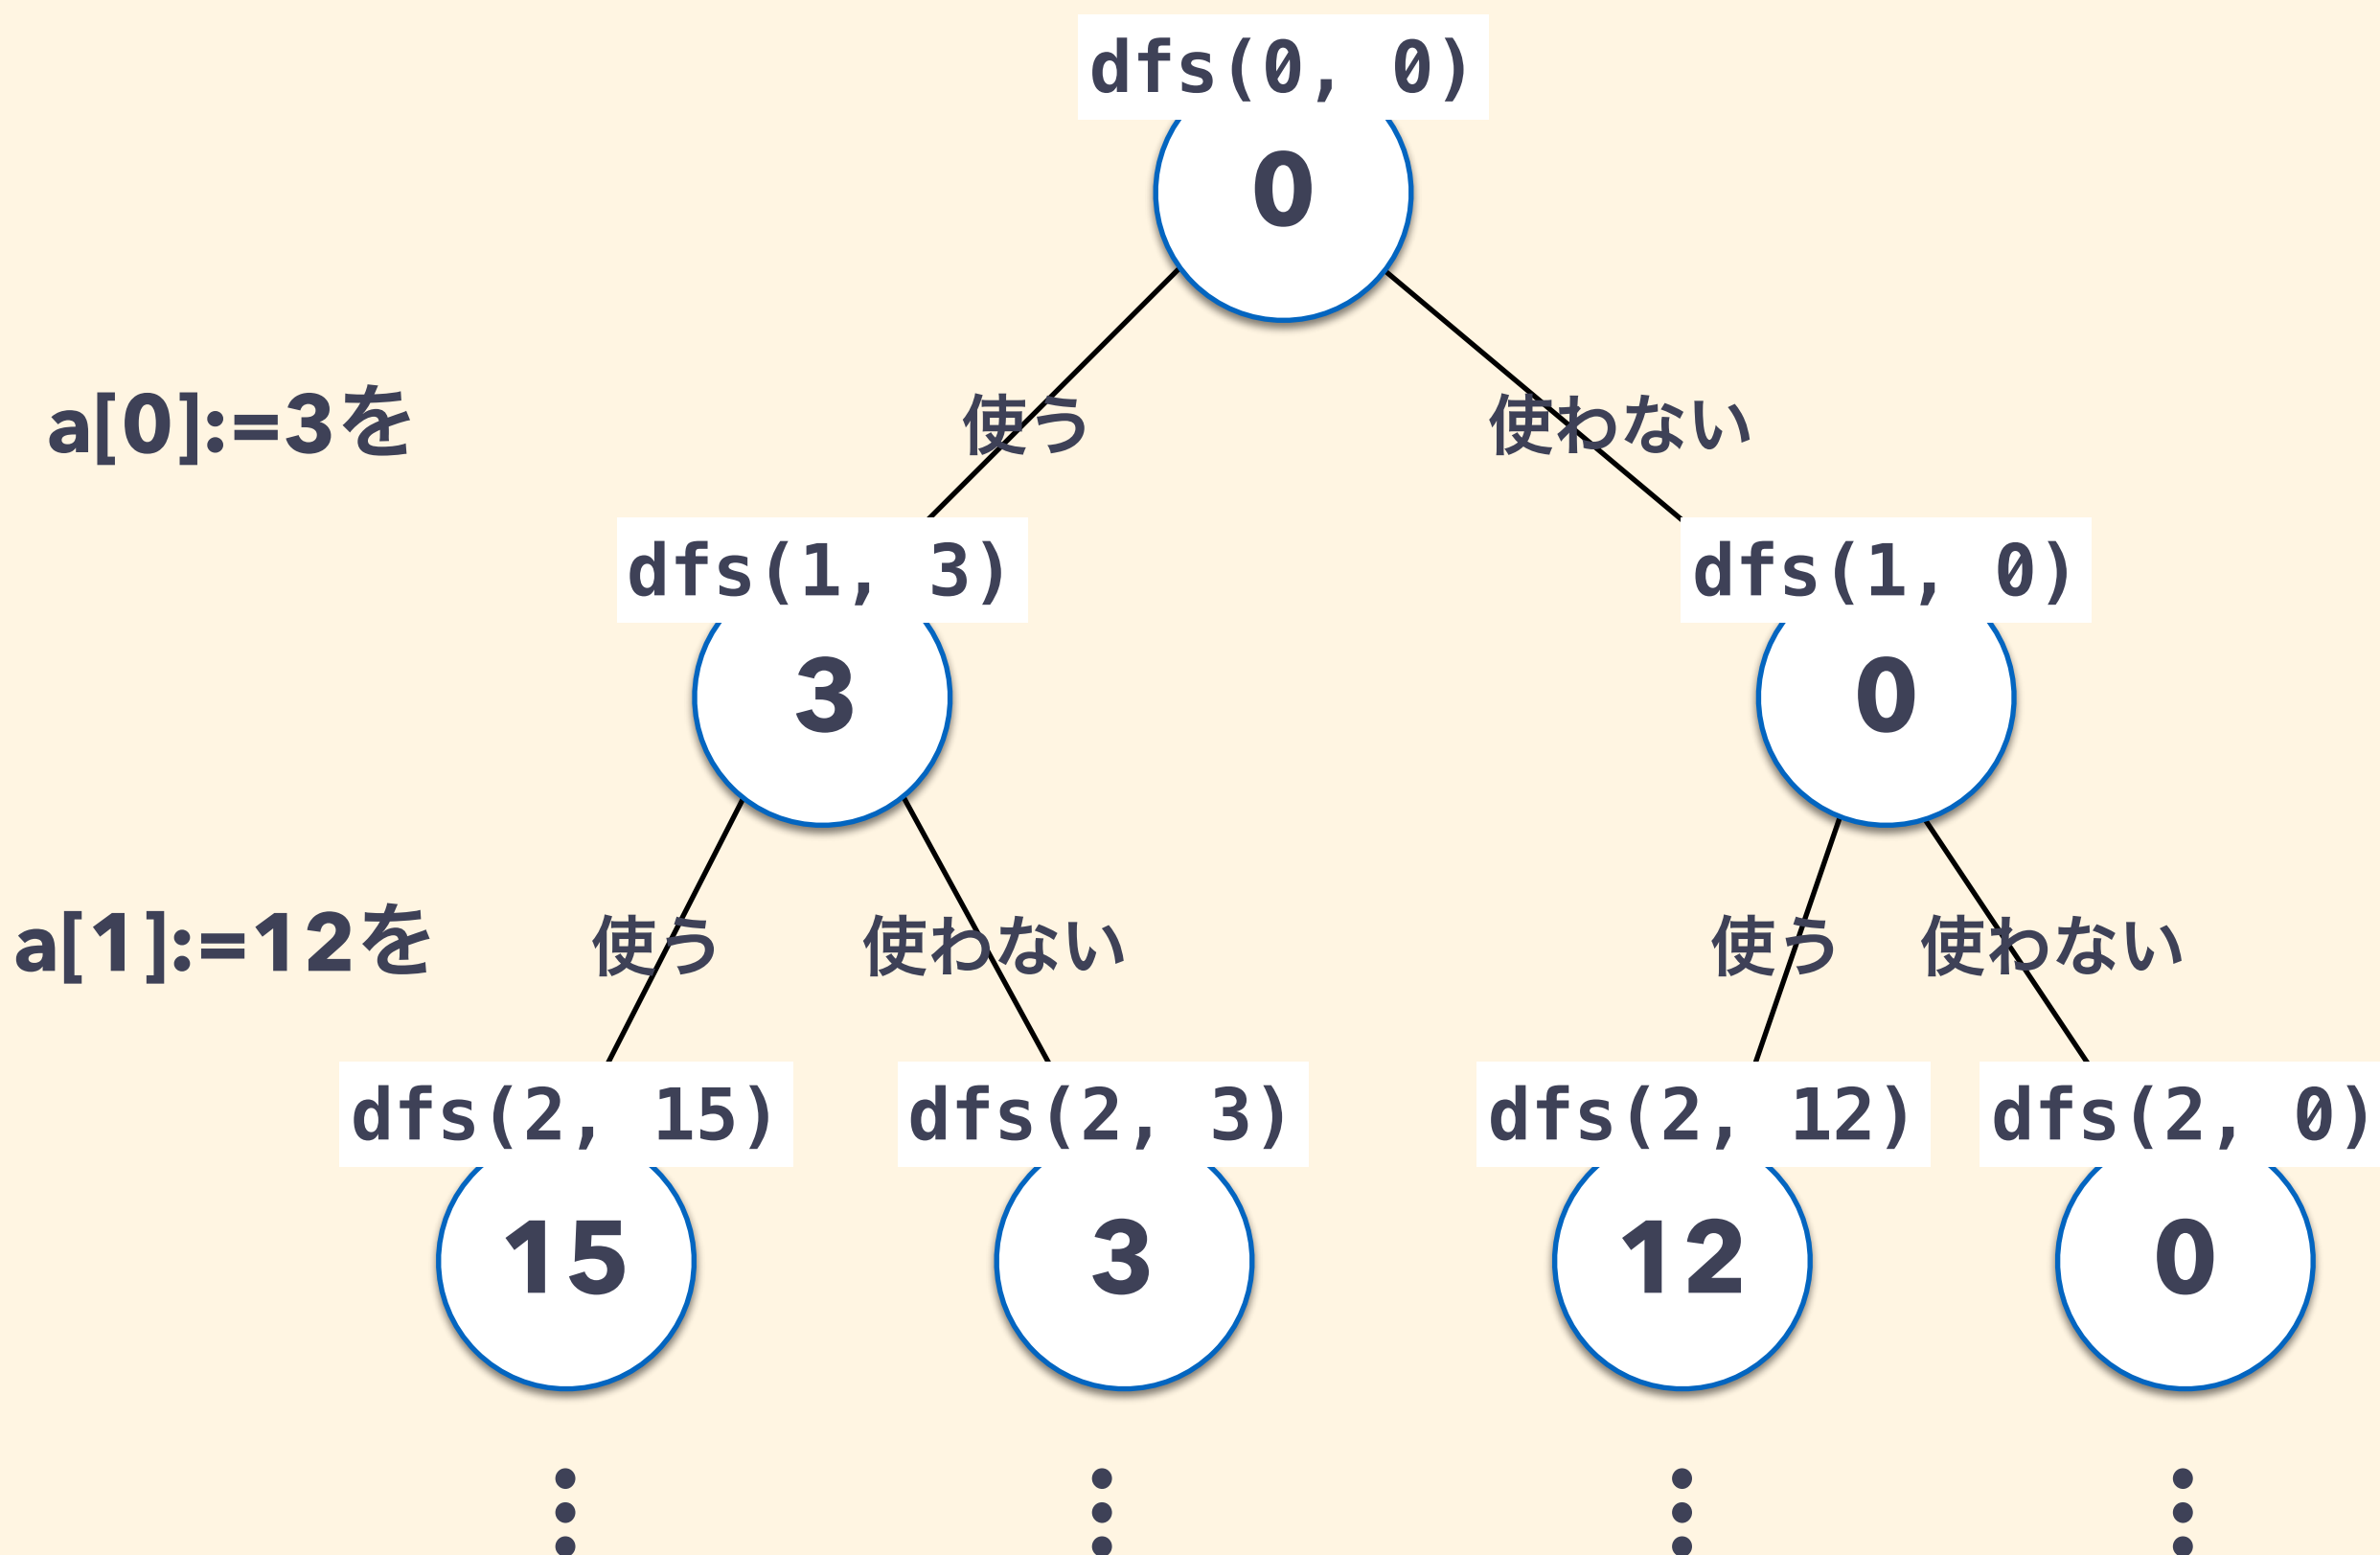 dfs(0, 0)
0
a[0]:=3を
使う
使わない
dfs(1, 3)
dfs(1, 0)
3
0
a[1]:=12を
使う
使わない
使う
使わない
dfs(2, 15)
dfs(2, 3)
dfs(2, 12)
dfs(2, 0)
15
3
12
0